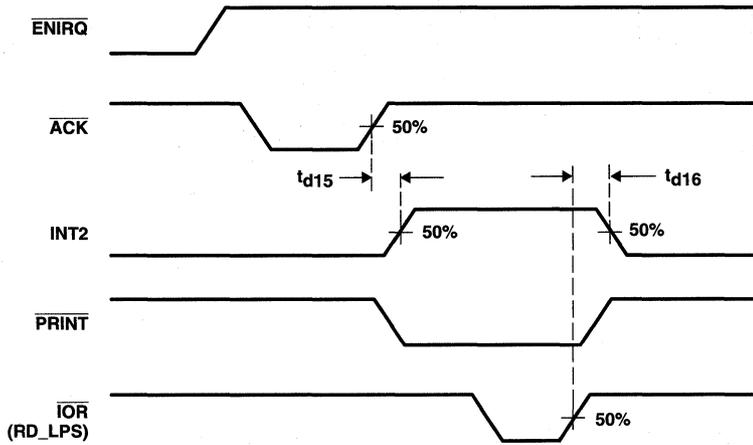 ENIRQ
ACK
50%
td15
td16
INT2
50%
50%
PRINT
IOR
(RD_LPS)
50%